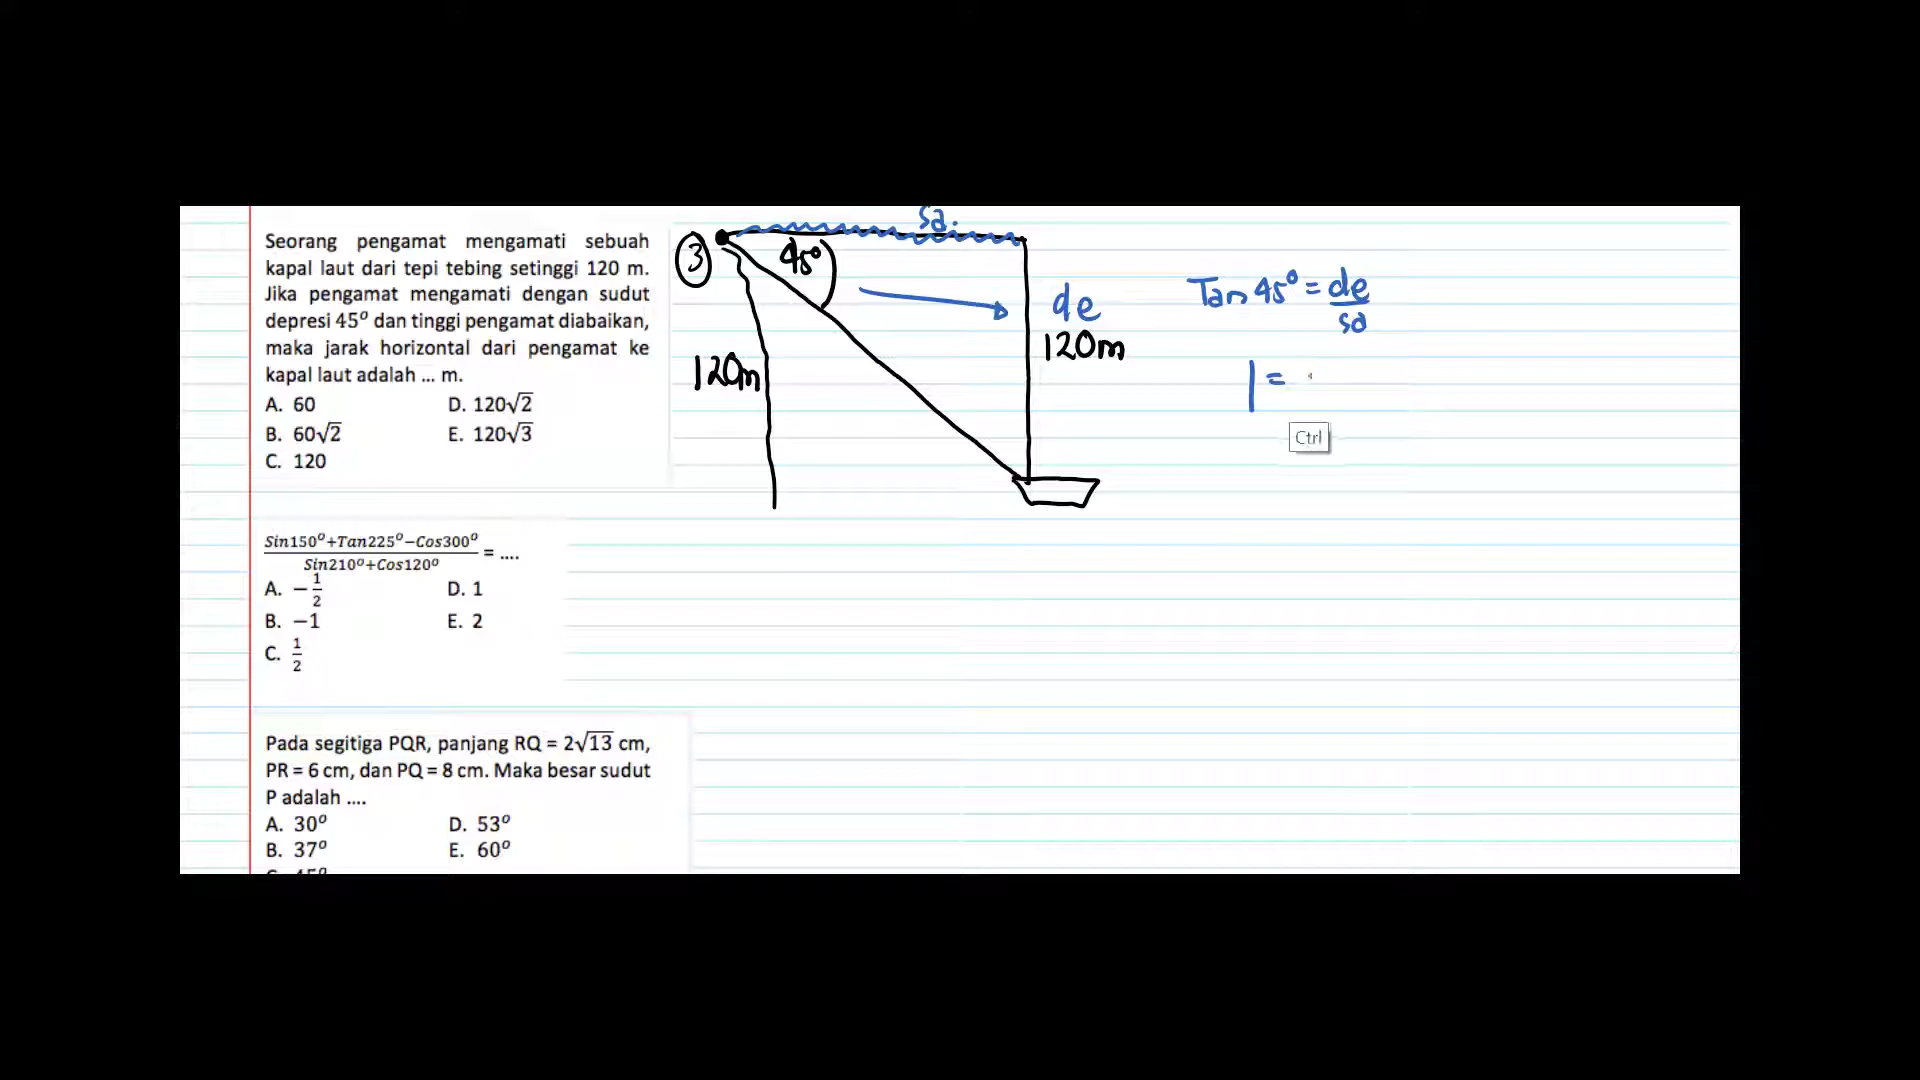 Seorang pengamat mengamati sebuah
kapal laut dari tepi tebing setinggi 120 m.
Jika pengamat mengamati dengan sudut
depresi 45° dan tinggi pengamat diabaikan,
maka jarak horizontal dari pengamat ke
kapal laut adalah ... m.
A. 60 D. 120√2
B. 60√2 E. 120√3
C. 120
3
sa.
45°
120m
de
120m
Tan 45° = de/sa
1 =
Ctrl
(Sin150°+Tan225°−Cos300°)/(Sin210°+Cos120°) = ....
A. −1/2 D. 1
B. −1 E. 2
C. 1/2
Pada segitiga PQR, panjang RQ = 2√13 cm,
PR = 6 cm, dan PQ = 8 cm. Maka besar sudut
P adalah ....
A. 30° D. 53°
B. 37° E. 60°